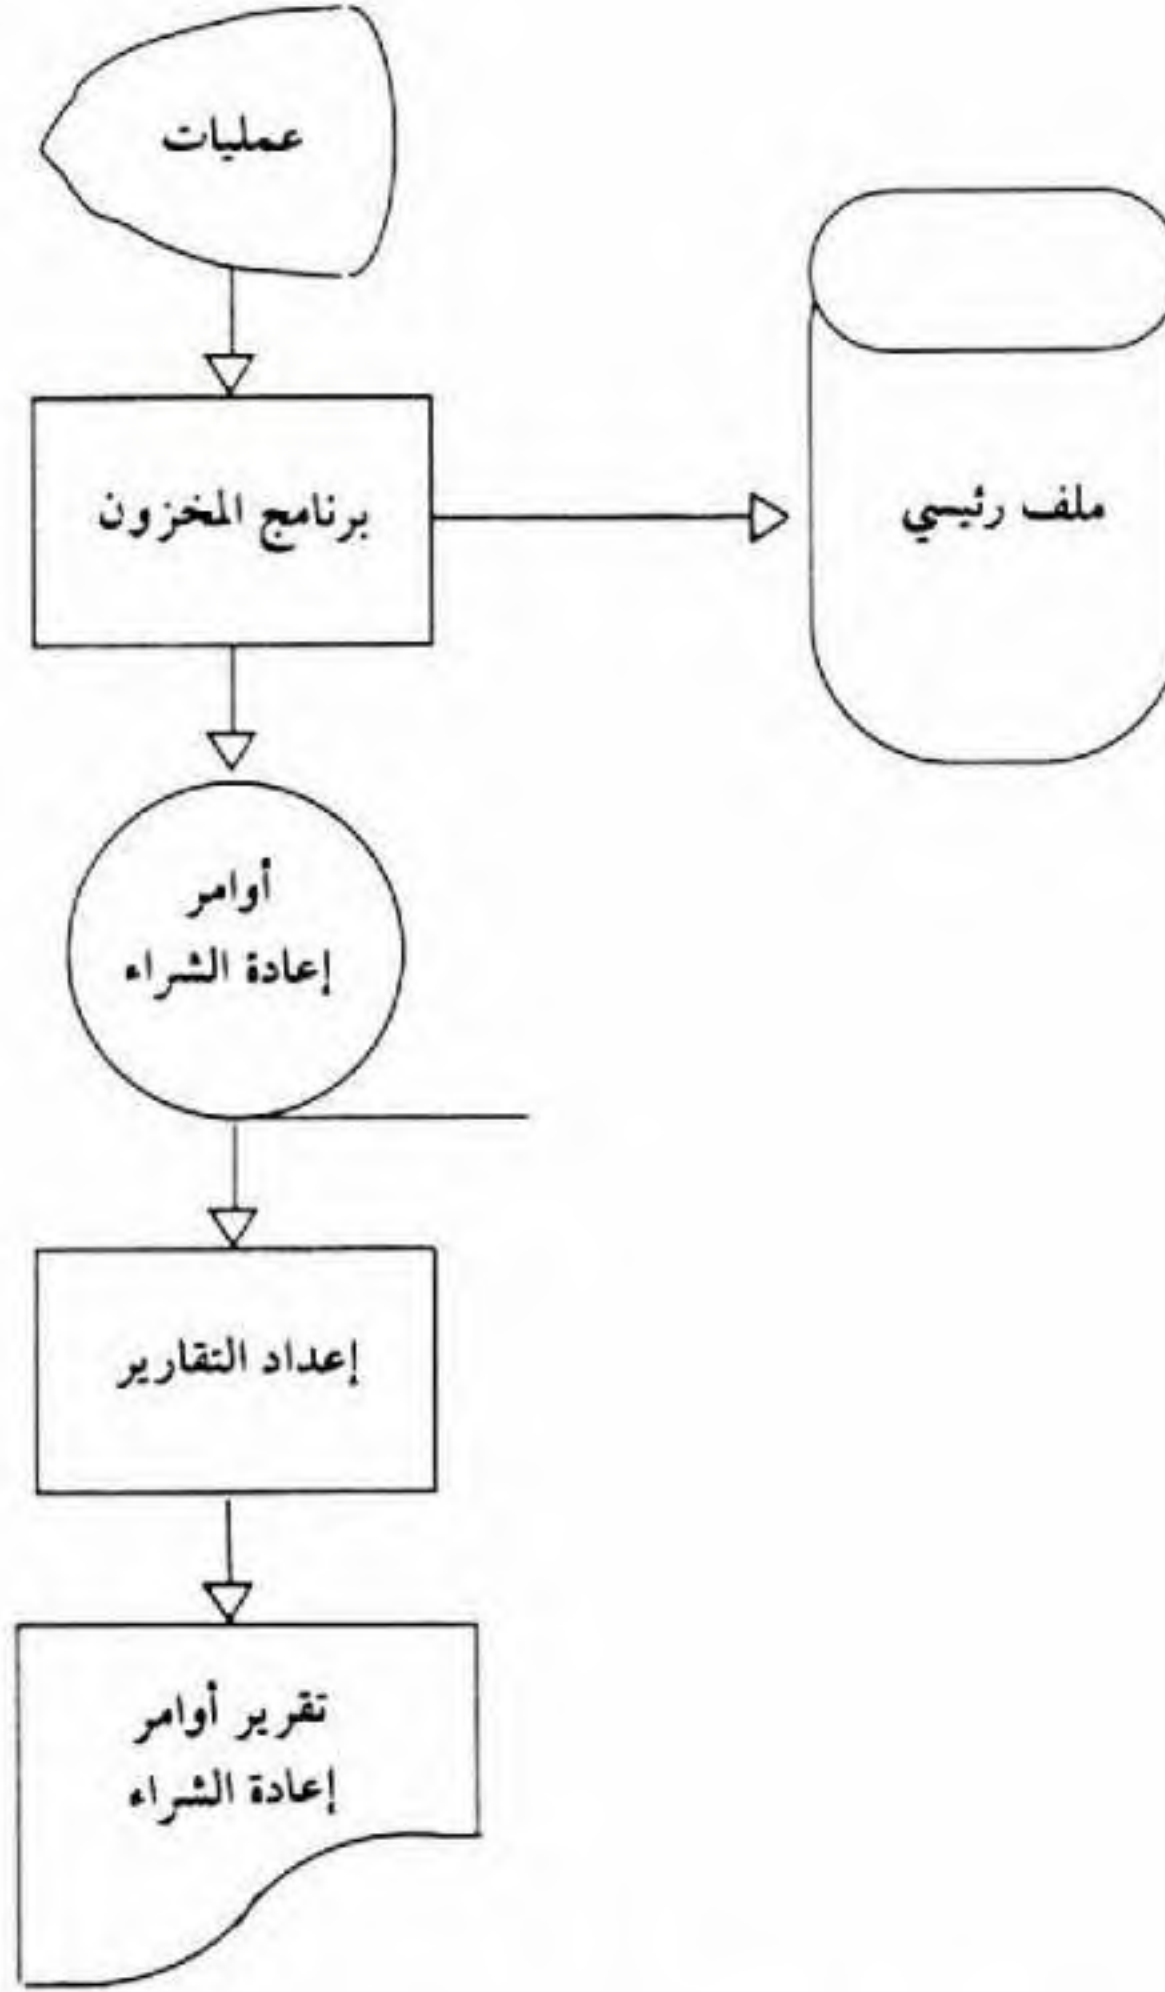 عمليات
برنامج المخزون
ملف رئيسي
أوامر
إعادة الشراء
إعداد التقارير
تقرير أوامر
إعادة الشراء